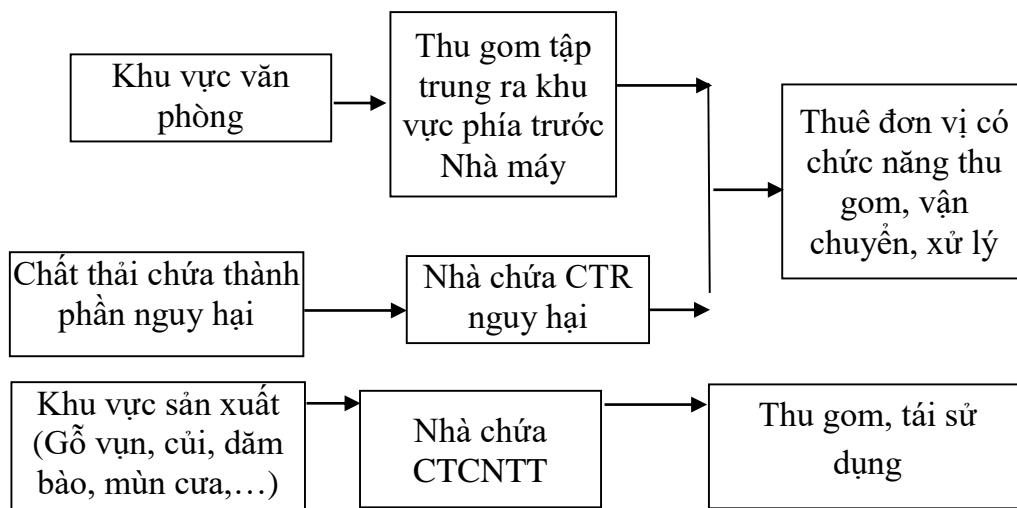 Khu vực văn
phòng
Thu gom tập
trung ra khu
vực phía trước
Nhà máy
Thuê đơn vị có
chức năng thu
gom, vận
chuyển, xử lý
Chất thải chứa thành
phần nguy hại
Nhà chứa CTR
nguy hại
Khu vực sản xuất
(Gỗ vụn, củi, dăm
bào, mùn cưa,…)
Nhà chứa
CTCNTT
Thu gom, tái sử
dụng